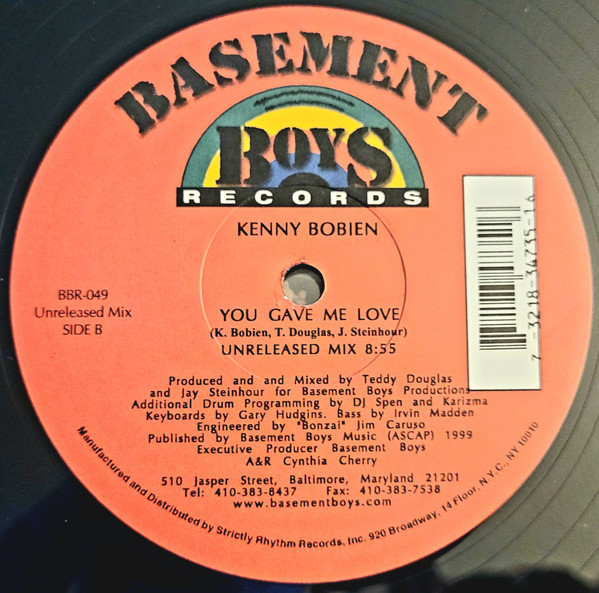 BASEMENT
BOYS
RECORDS
KENNY BOBIEN
BBR-049
Unreleased Mix
SIDE B
7-3218-34735-16
YOU GAVE ME LOVE
(K. Bobien, T. Douglas, J. Steinhour)
UNRELEASED MIX 8:55
Produced and and Mixed by Teddy Douglas
and Jay Steinhour for Basement Boys Productions
Additional Drum Programming by DJ Spen and Karizma
Keyboards by Gary Hudgins. Bass by Irvin Madden
Engineered by "Bonzai" Jim Caruso
Published by Basement Boys Music (ASCAP) 1999
Executive Producer Basement Boys
A&R Cynthia Cherry
510 Jasper Street, Baltimore, Maryland 21201
Tel: 410-383-8437 Fax: 410-383-7538
www.basementboys.com
Manufactured and Distributed by Strictly Rhythm Records, Inc. 920 Broadway, 14 Floor, N.Y.C., NY 10010